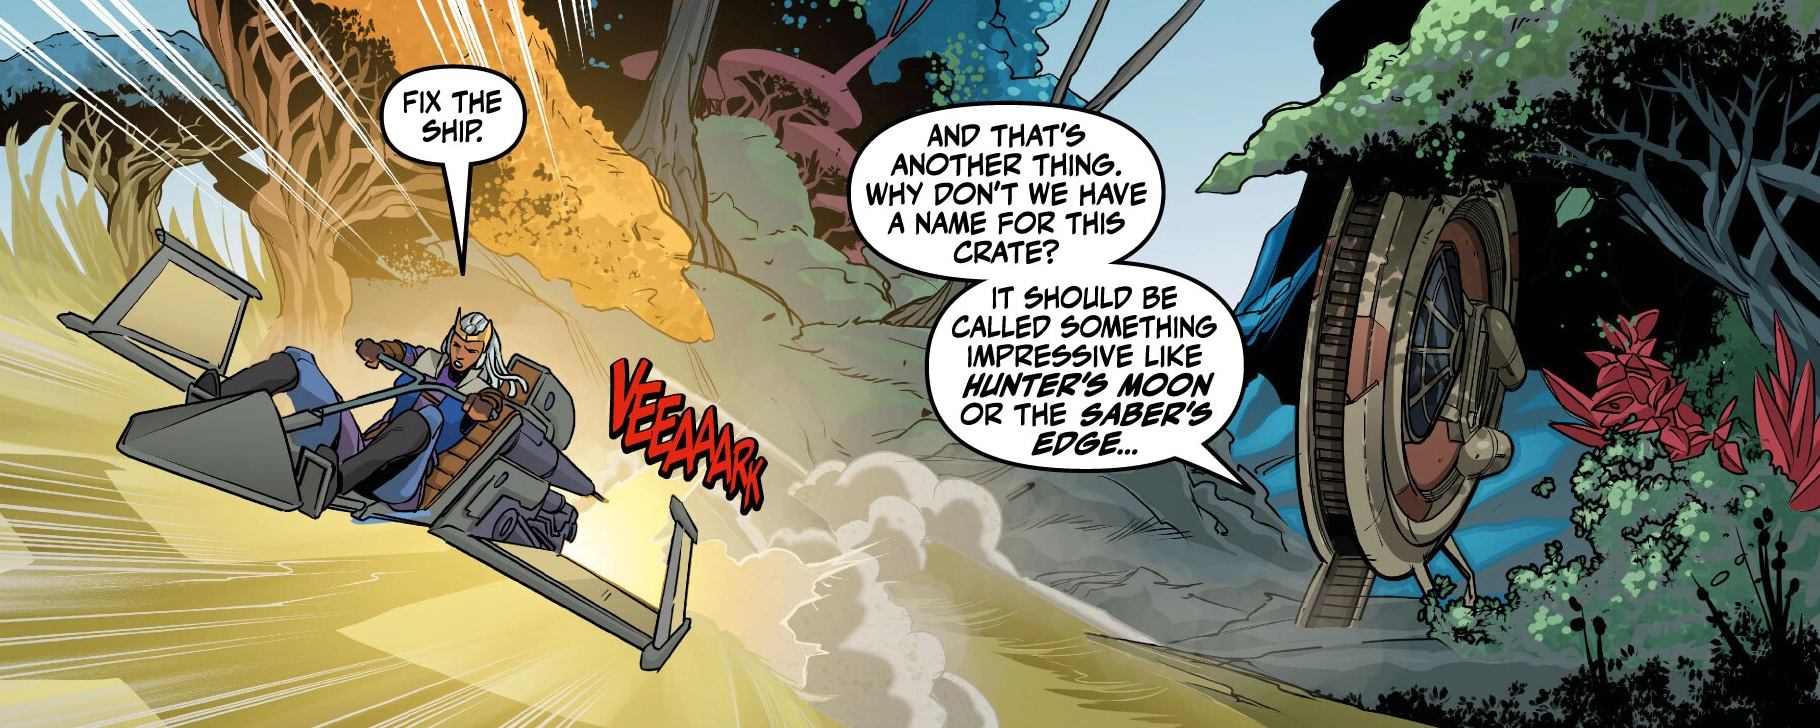 FIX THE
SHIP.
AND THAT'S
ANOTHER THING.
WHY DON'T WE HAVE
A NAME FOR THIS
CRATE?
IT SHOULD BE
CALLED SOMETHING
IMPRESSIVE LIKE
HUNTER'S MOON
OR THE SABER'S
EDGE...
VEEAAARK